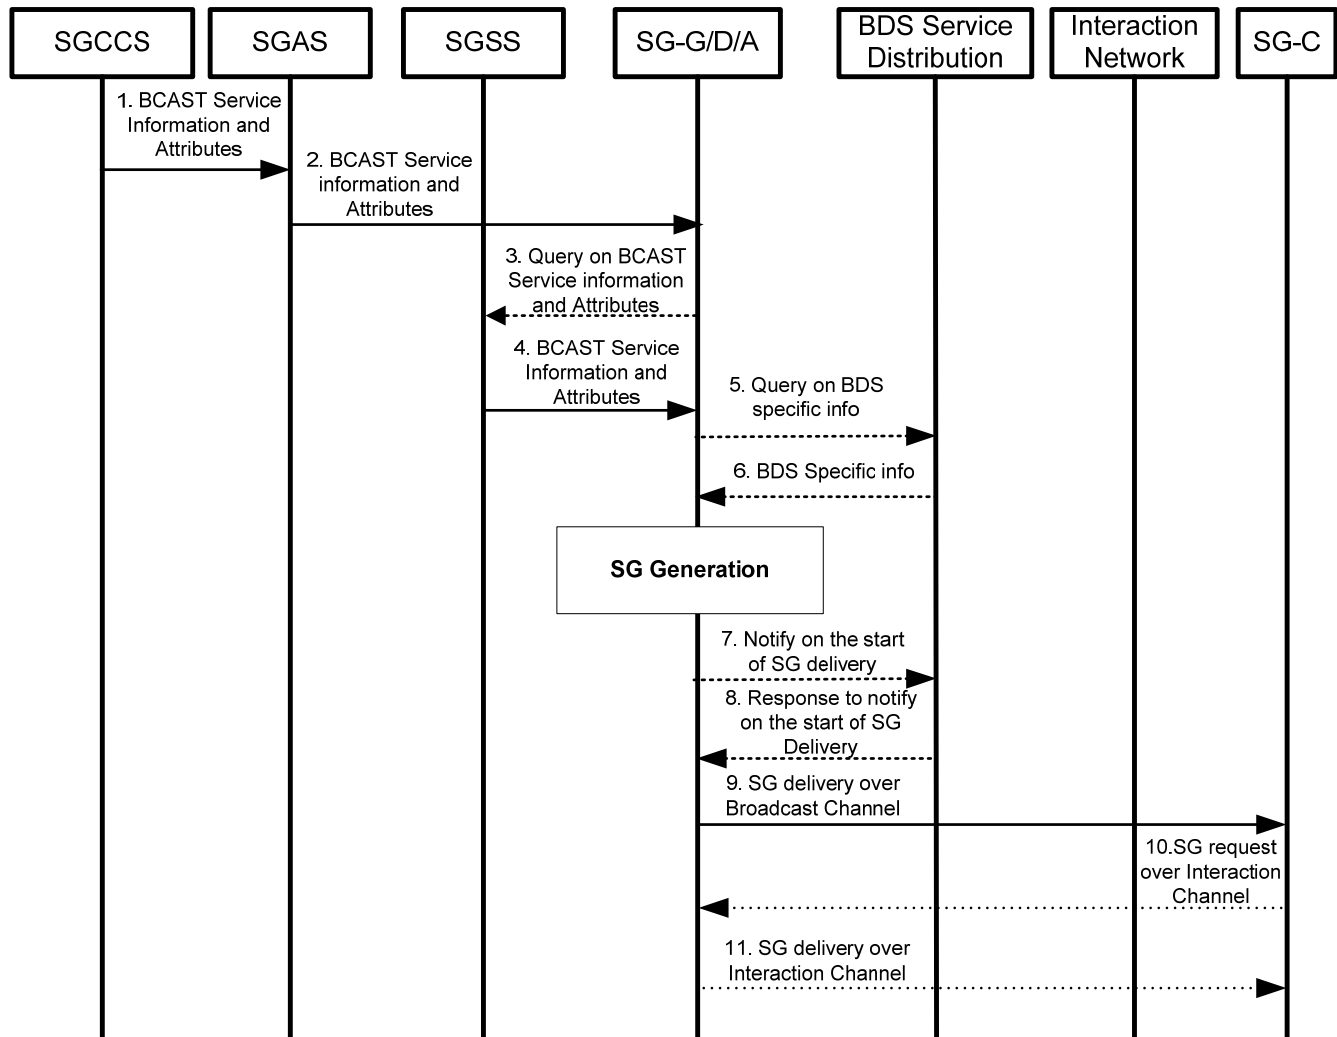 SGCCS
SGAS
SGSS
SG-G/D/A
BDS Service
Distribution
Interaction
Network
SG-C
1. BCAST Service
Information and
Attributes
2. BCAST Service
information and
Attributes
3. Query on BCAST
Service information
and Attributes
4. BCAST Service
Information and
Attributes
5. Query on BDS
specific info
6. BDS Specific info
SG Generation
7. Notify on the start
of SG delivery
8. Response to notify
on the start of SG
Delivery
9. SG delivery over
Broadcast Channel
10.SG request
over Interaction
Channel
11. SG delivery over
Interaction Channel